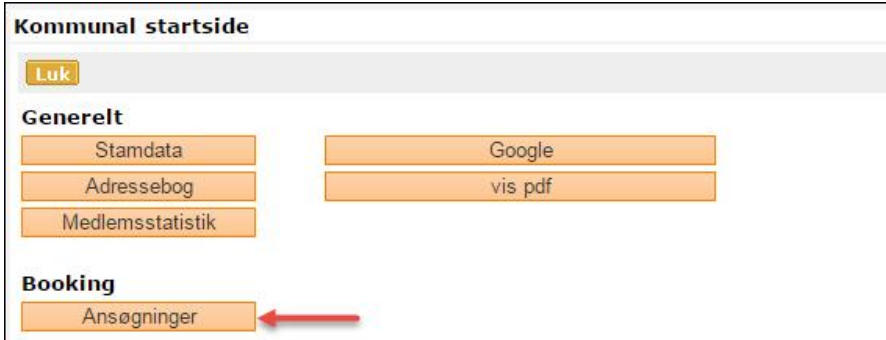 Kommunal startside
Luk
Generelt
Stamdata Google
Adressebog vis pdf
Medlemsstatistik
Booking
Ansøgninger